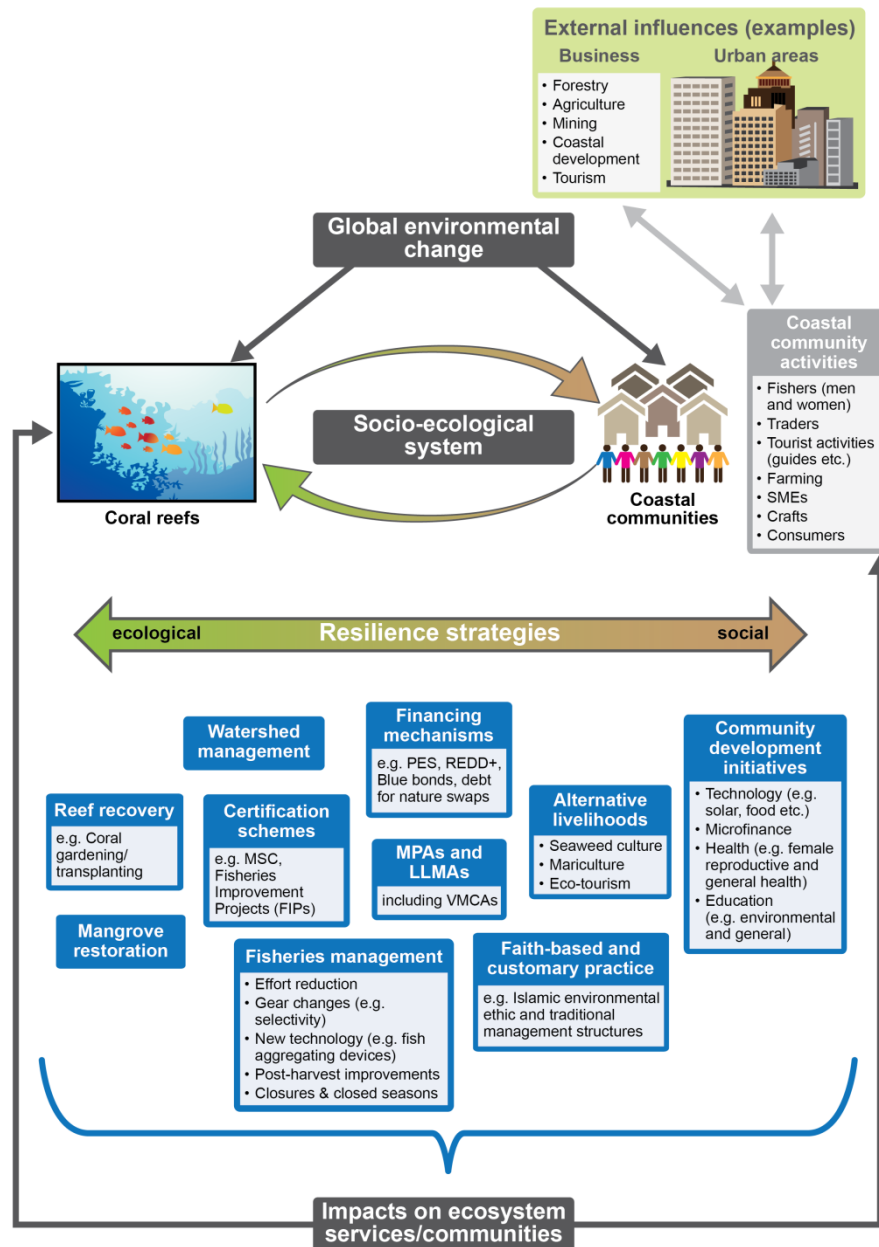 External influences (examples)
Business
Urban areas
• Forestry
• Agriculture
• Mining
• Coastal
development
• Tourism
Global environmental
change
Coastal
community
activities
• Fishers (men
and women)
• Traders
• Tourist activities
(guides etc.)
• Farming
• SMEs
• Crafts
• Consumers
Socio-ecological
system
Coral reefs
Coastal
communities
ecological
Resilience strategies
social
Watershed
management
Financing
mechanisms
e.g. PES, REDD+,
Blue bonds, debt
for nature swaps
Community
development
initiatives
• Technology (e.g.
solar, food etc.)
• Microfinance
• Health (e.g. female
reproductive and
general health)
• Education
(e.g. environmental
and general)
Reef recovery
e.g. Coral
gardening/
transplanting
Certification
schemes
e.g. MSC,
Fisheries
Improvement
Projects (FIPs)
Alternative
livelihoods
• Seaweed culture
• Mariculture
• Eco-tourism
MPAs and
LLMAs
including VMCAs
Mangrove
restoration
Fisheries management
• Effort reduction
• Gear changes (e.g.
selectivity)
• New technology (e.g. fish
aggregating devices)
• Post-harvest improvements
• Closures & closed seasons
Faith-based and
customary practice
e.g. Islamic environmental
ethic and traditional
management structures
Impacts on ecosystem
services/communities